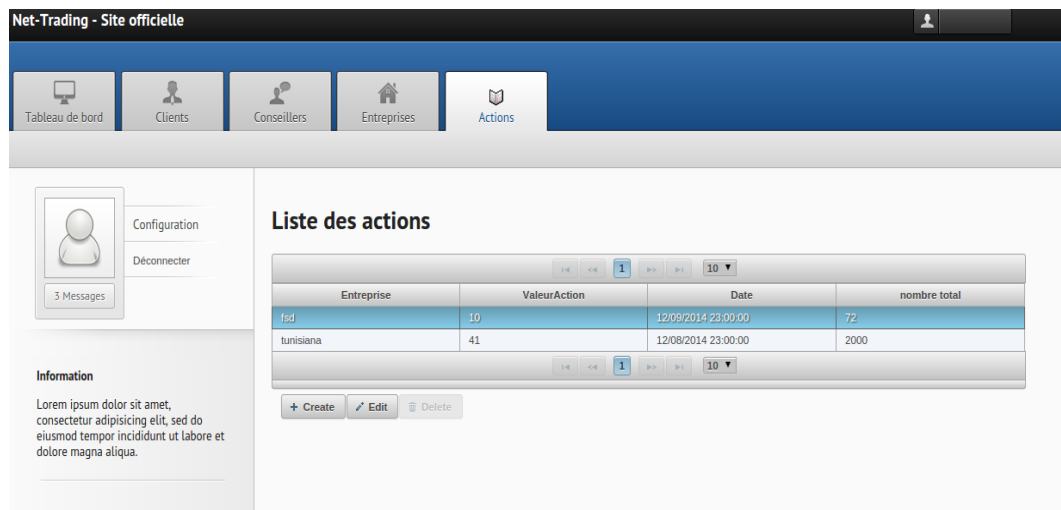 Net-Trading - Site officielle
Tableau de bord
Clients
Conseillers
Entreprises
Actions
Configuration
Déconnecter
3 Messages
Information
Lorem ipsum dolor sit amet,
consectetur adipisicing elit, sed do
eiusmod tempor incididunt ut labore et
dolore magna aliqua.
Liste des actions
1 10
Entreprise ValeurAction Date nombre total
fsd 10 12/09/2014 23:00:00 72
tunisiana 41 12/08/2014 23:00:00 2000
1 10
+ Create Edit Delete